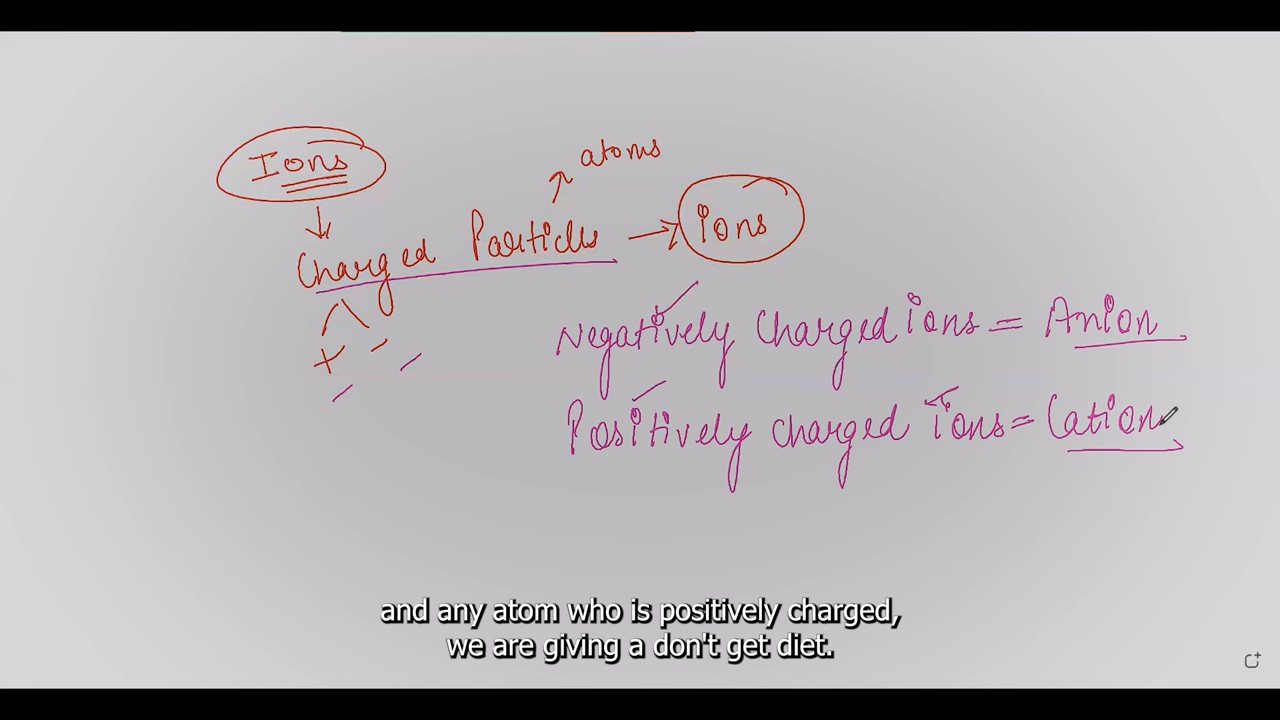 Ions
atoms
Charged Particles → ions
+ -
Negatively charged ions = Anion
Positively charged ions = Cation
and any atom who is positively charged,
we are giving a don't get diet.